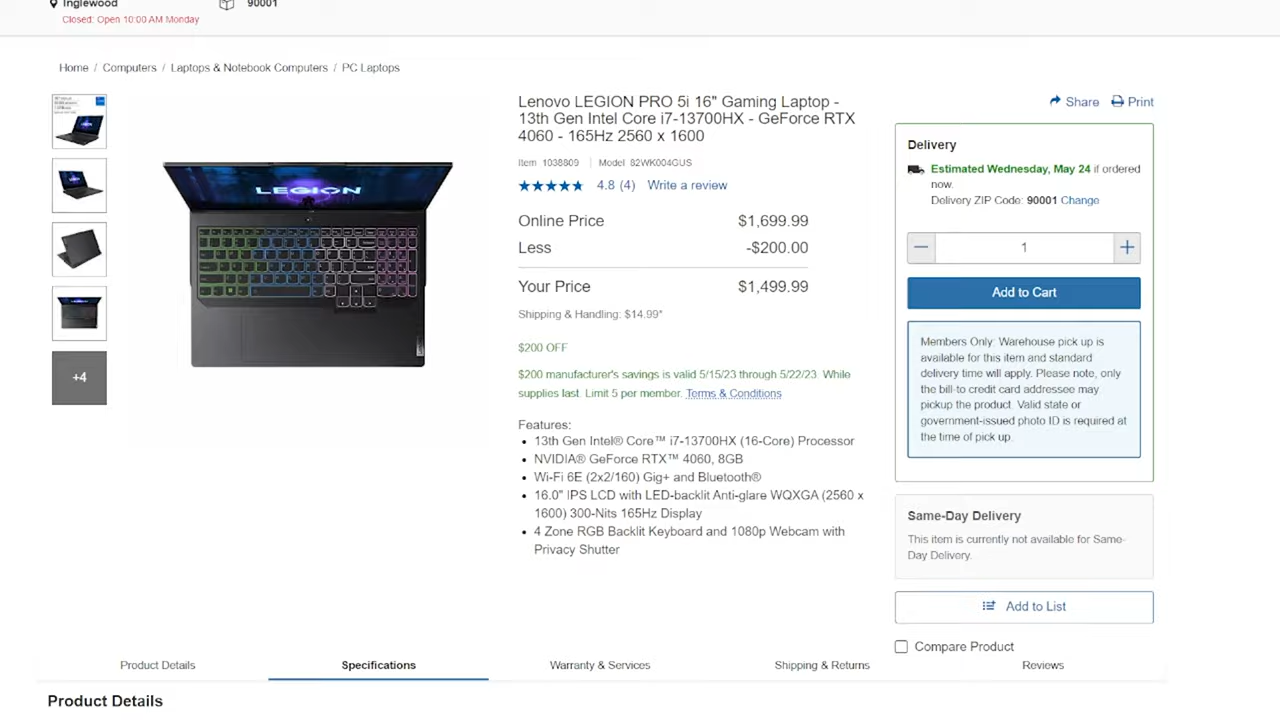 Inglewood
90001
Closed: Open 10:00 AM Monday
Home / Computers / Laptops & Notebook Computers / PC Laptops
Lenovo LEGION PRO 5i 16" Gaming Laptop -
13th Gen Intel Core i7-13700HX - GeForce RTX
4060 - 165Hz 2560 x 1600
Item 1038809 | Model 82WK004GUS
4.8 (4) Write a review
Online Price $1,699.99
Less -$200.00
Your Price $1,499.99
Shipping & Handling: $14.99*
$200 OFF
$200 manufacturer's savings is valid 5/15/23 through 5/22/23. While
supplies last. Limit 5 per member. Terms & Conditions
Features:
• 13th Gen Intel® Core™ i7-13700HX (16-Core) Processor
• NVIDIA® GeForce RTX™ 4060, 8GB
• Wi-Fi 6E (2x2/160) Gig+ and Bluetooth®
• 16.0" IPS LCD with LED-backlit Anti-glare WQXGA (2560 x
1600) 300-Nits 165Hz Display
• 4 Zone RGB Backlit Keyboard and 1080p Webcam with
Privacy Shutter
LEGION
+4
Share Print
Delivery
Estimated Wednesday, May 24 if ordered
now.
Delivery ZIP Code: 90001 Change
1
Add to Cart
Members Only: Warehouse pick up is
available for this item and standard
delivery time will apply. Please note, only
the bill-to credit card addressee may
pickup the product. Valid state or
government-issued photo ID is required at
the time of pick up.
Same-Day Delivery
This item is currently not available for Same-
Day Delivery.
Add to List
Compare Product
Product Details Specifications Warranty & Services Shipping & Returns Reviews
Product Details